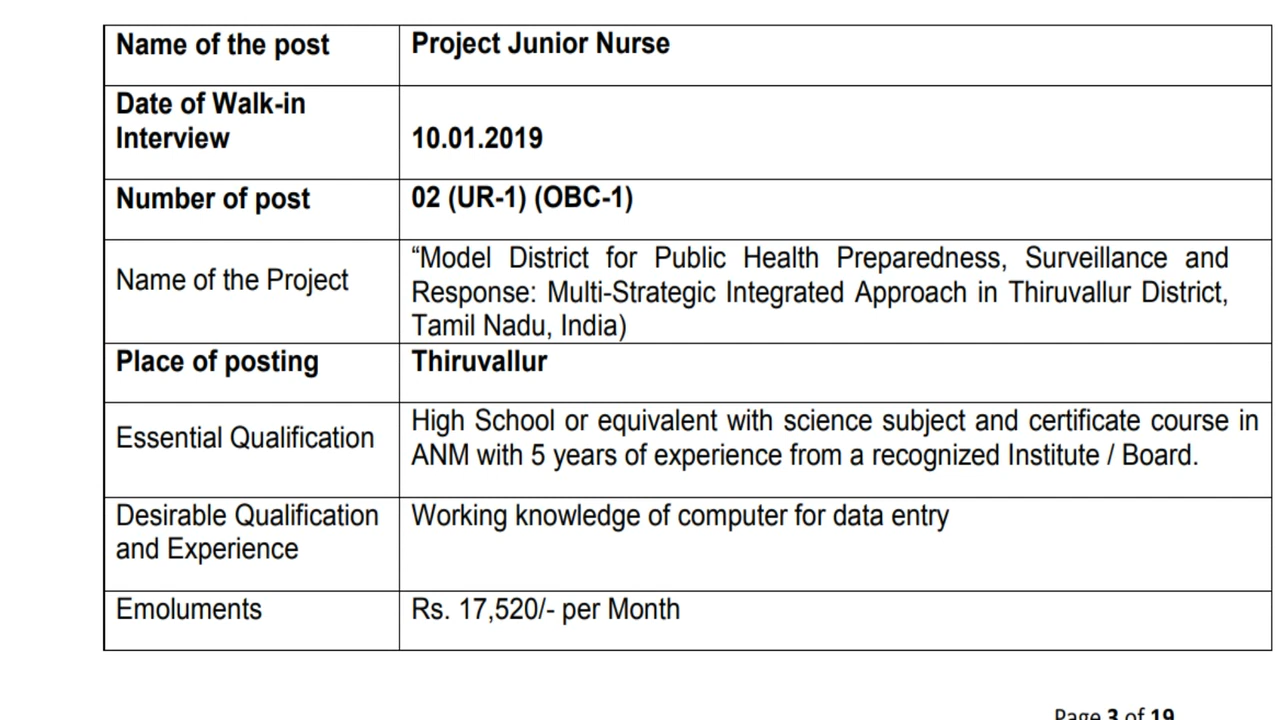 Name of the post
Project Junior Nurse
Date of Walk-in
Interview
10.01.2019
Number of post
02 (UR-1) (OBC-1)
Name of the Project
“Model District for Public Health Preparedness, Surveillance and
Response: Multi-Strategic Integrated Approach in Thiruvallur District,
Tamil Nadu, India)
Place of posting
Thiruvallur
Essential Qualification
High School or equivalent with science subject and certificate course in
ANM with 5 years of experience from a recognized Institute / Board.
Desirable Qualification
and Experience
Working knowledge of computer for data entry
Emoluments
Rs. 17,520/- per Month
Page 3 of 19